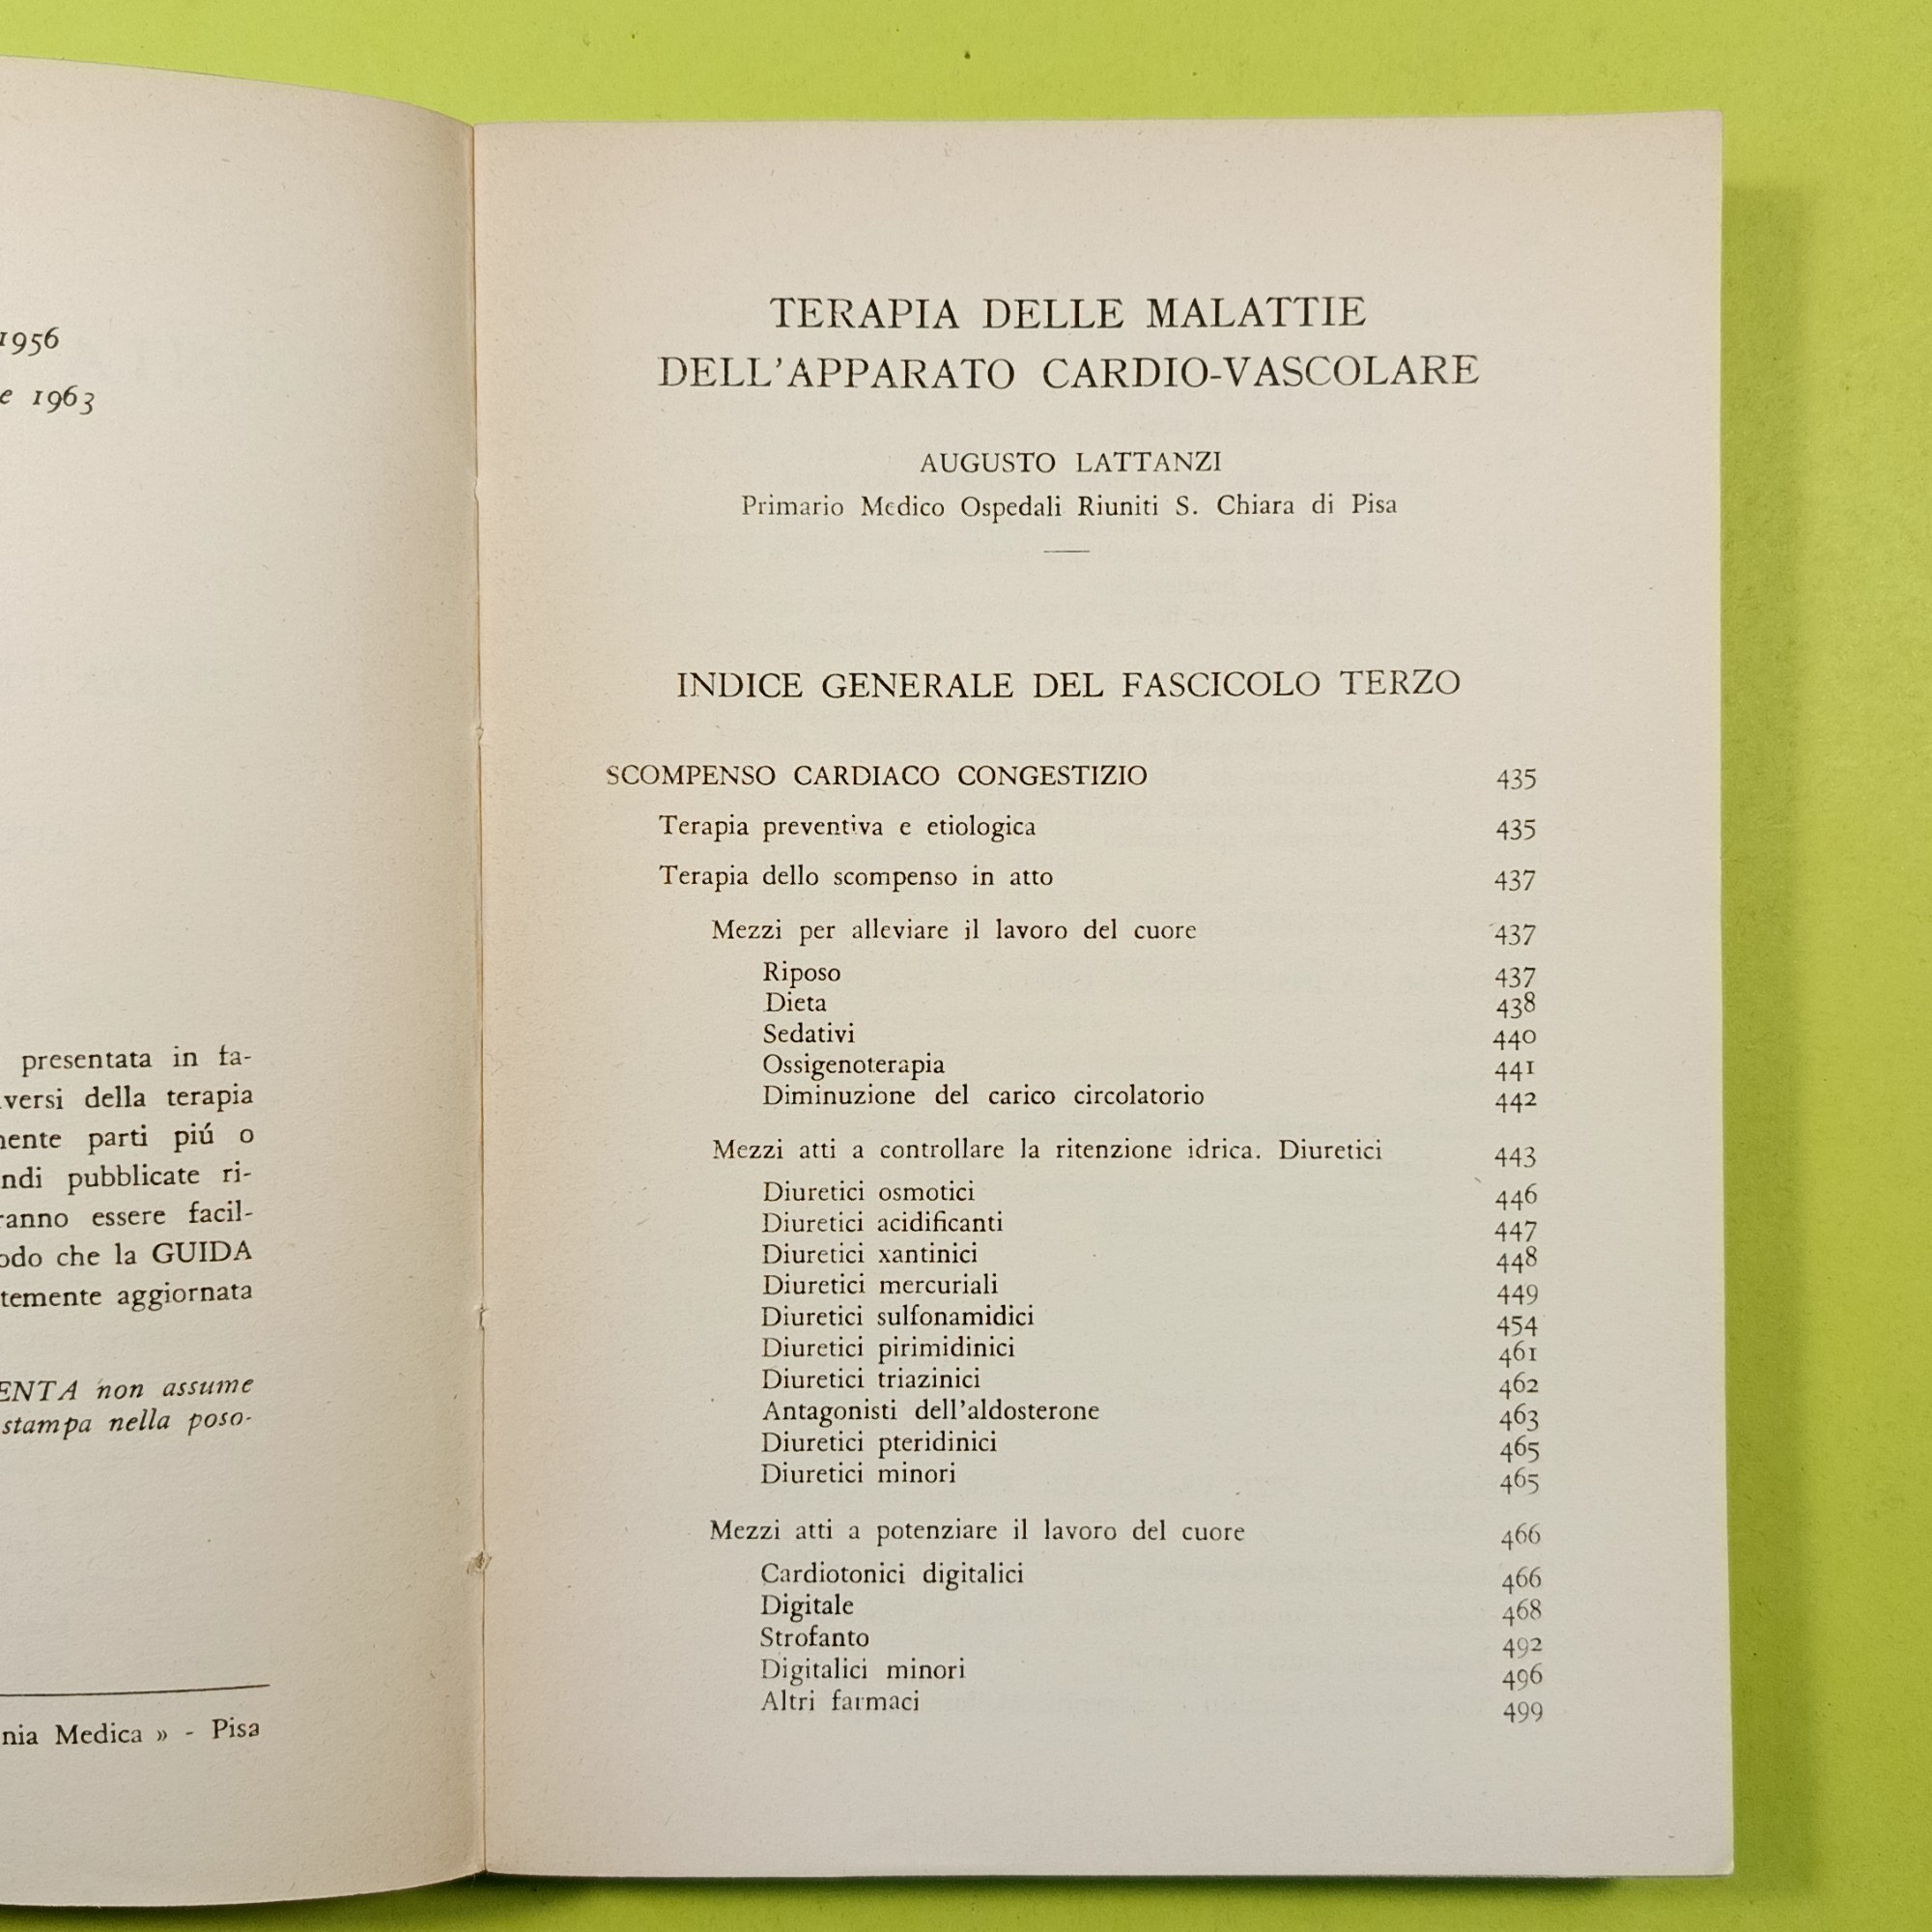 1956
e 1963
presentata in fa-
versi della terapia
parti piú o
pubblicate ri-
essere facil-
che la GUIDA
aggiornata
non assume
stampa nella poso-
Medica » - Pisa
TERAPIA DELLE MALATTIE
DELL'APPARATO CARDIO-VASCOLARE
AUGUSTO LATTANZI
Primario Medico Ospedali Riuniti S. Chiara di Pisa
INDICE GENERALE DEL FASCICOLO TERZO
SCOMPENSO CARDIACO CONGESTIZIO 435
Terapia preventiva e etiologica 435
Terapia dello scompenso in atto 437
Mezzi per alleviare il lavoro del cuore 437
Riposo 437
Dieta 438
Sedativi 440
Ossigenoterapia 441
Diminuzione del carico circolatorio 442
Mezzi atti a controllare la ritenzione idrica. Diuretici 443
Diuretici osmotici 446
Diuretici acidificanti 447
Diuretici xantinici 448
Diuretici mercuriali 449
Diuretici sulfonamidici 454
Diuretici pirimidinici 461
Diuretici triazinici 462
Antagonisti dell'aldosterone 463
Diuretici pteridinici 465
Diuretici minori 465
Mezzi atti a potenziare il lavoro del cuore 466
Cardiotonici digitalici 466
Digitale 468
Strofanto 492
Digitalici minori 496
Altri farmaci 499